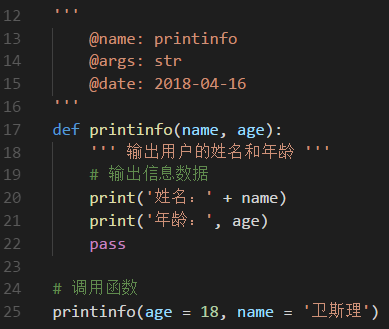 12 '''
13     @name: printinfo
14     @args: str
15     @date: 2018-04-16
16 '''
17 def printinfo(name, age):
18     ''' 输出用户的姓名和年龄 '''
19     # 输出信息数据
20     print('姓名：' + name)
21     print('年龄：', age)
22     pass
23
24 # 调用函数
25 printinfo(age = 18, name = '卫斯理')